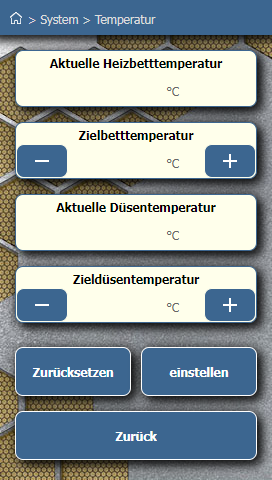 > System > Temperatur
Aktuelle Heizbetttemperatur
°C
Zielbetttemperatur
− °C +
Aktuelle Düsentemperatur
°C
Zieldüsentemperatur
− °C +
Zurücksetzen einstellen
Zurück